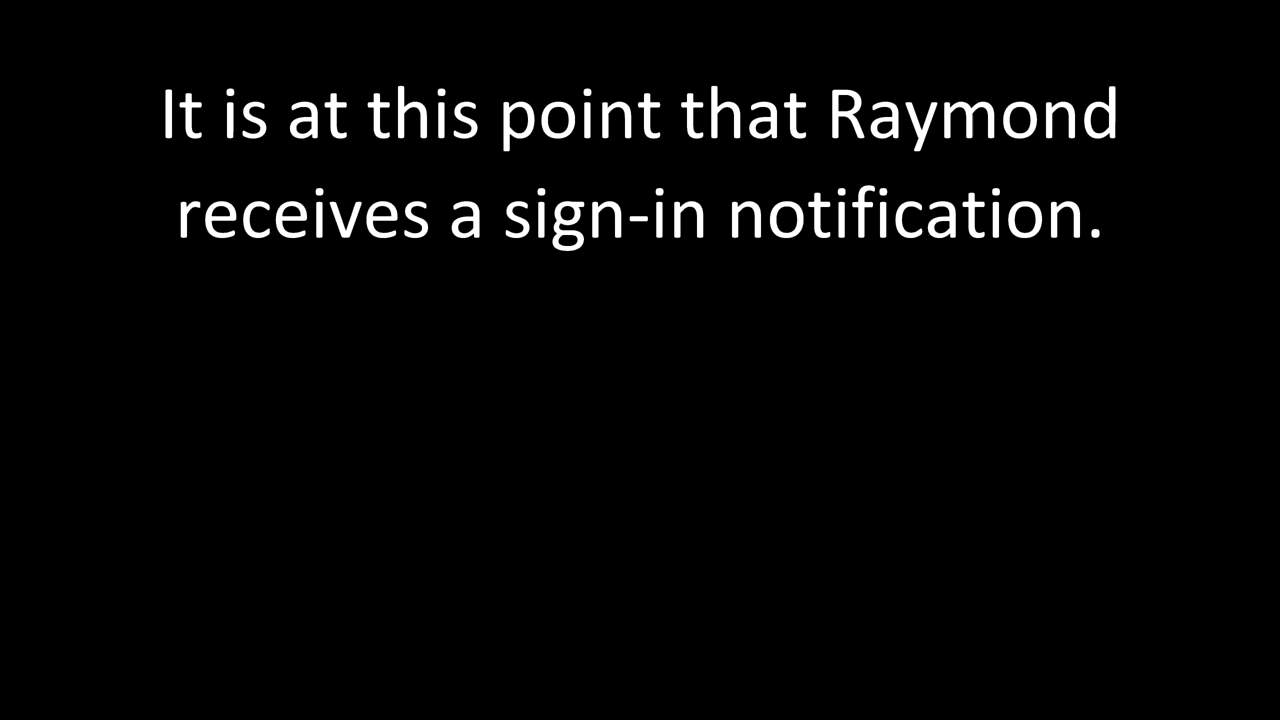 It is at this point that Raymond
receives a sign-in notification.